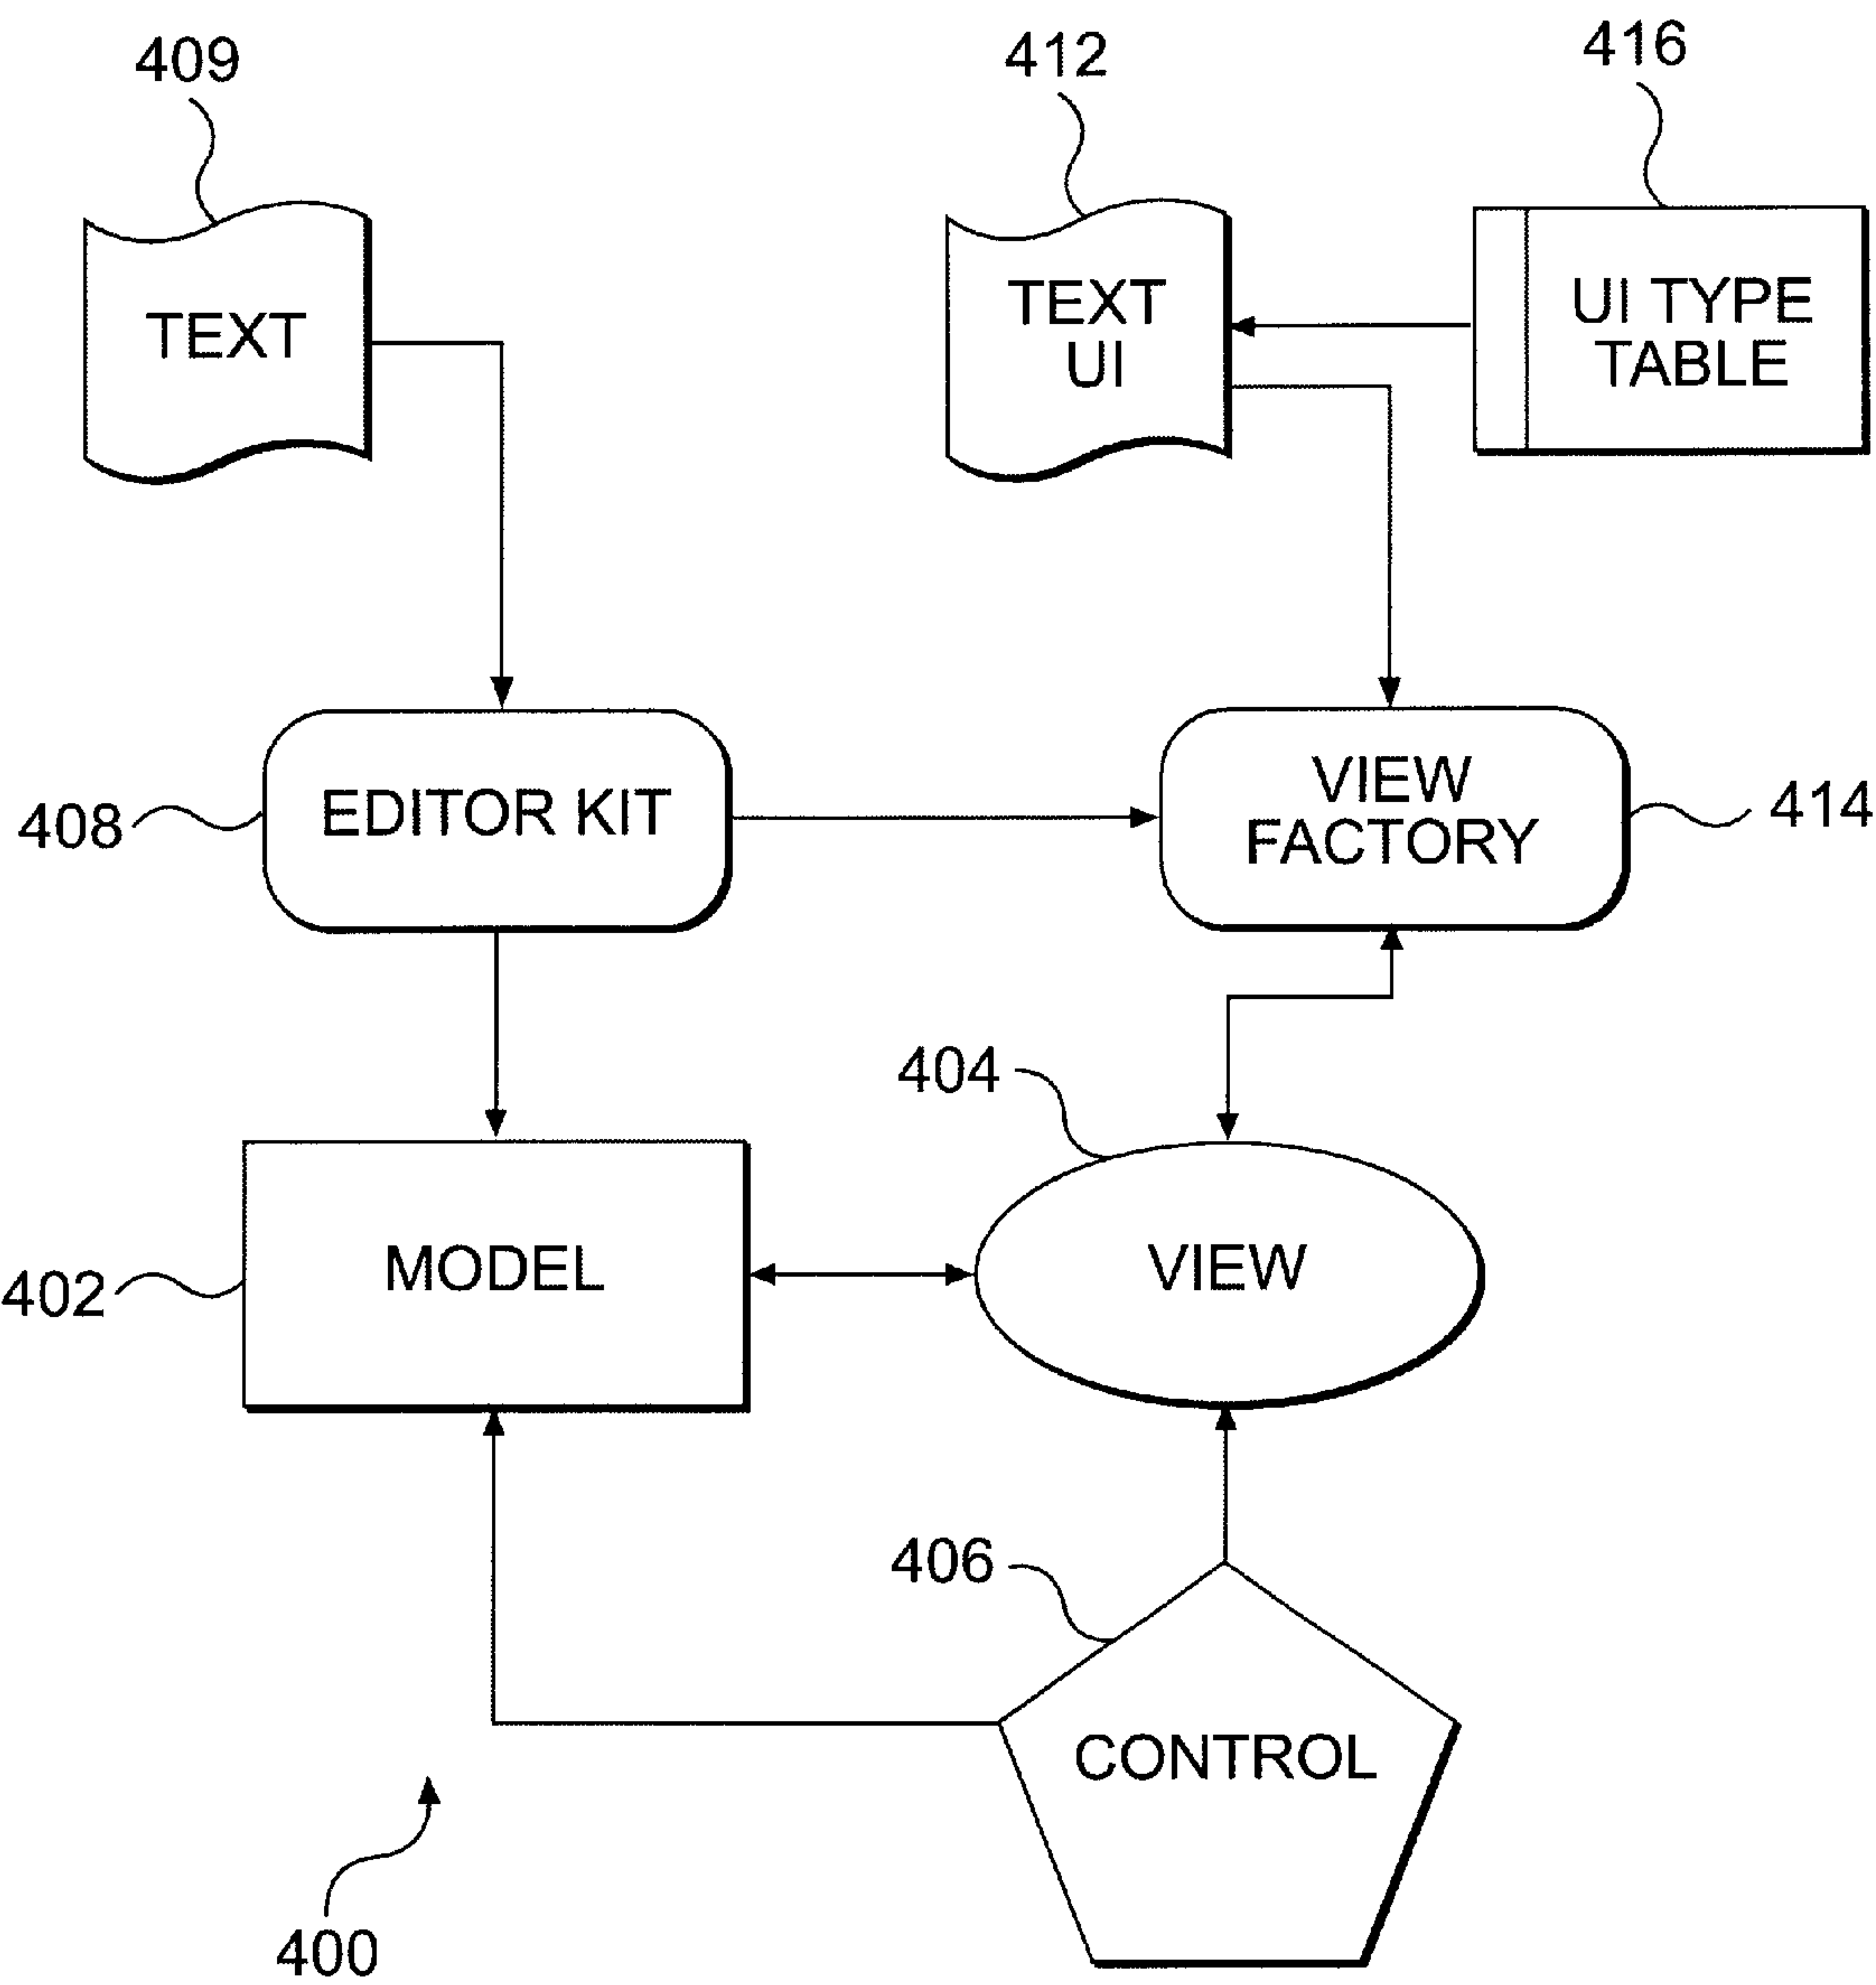 409
412
416
TEXT
TEXT
UI
UI TYPE
TABLE
408
EDITOR KIT
VIEW
FACTORY
414
404
402
MODEL
VIEW
406
CONTROL
400